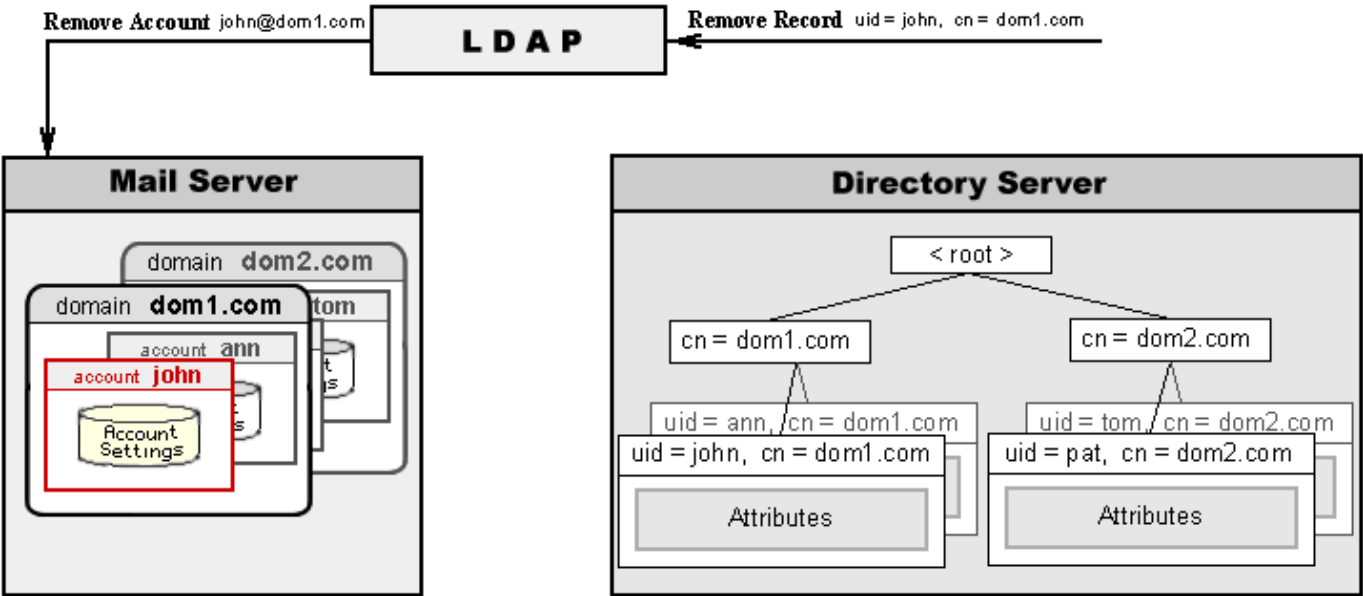 Remove Account john@dom1.com
LDAP
Remove Record uid = john, cn = dom1.com
Mail Server
domain dom2.com
tom
domain dom1.com
account ann
account john
Account
Settings
Directory Server
< root >
cn = dom1.com
cn = dom2.com
uid = ann, cn = dom1.com
uid = john, cn = dom1.com
Attributes
uid = tom, cn = dom2.com
uid = pat, cn = dom2.com
Attributes